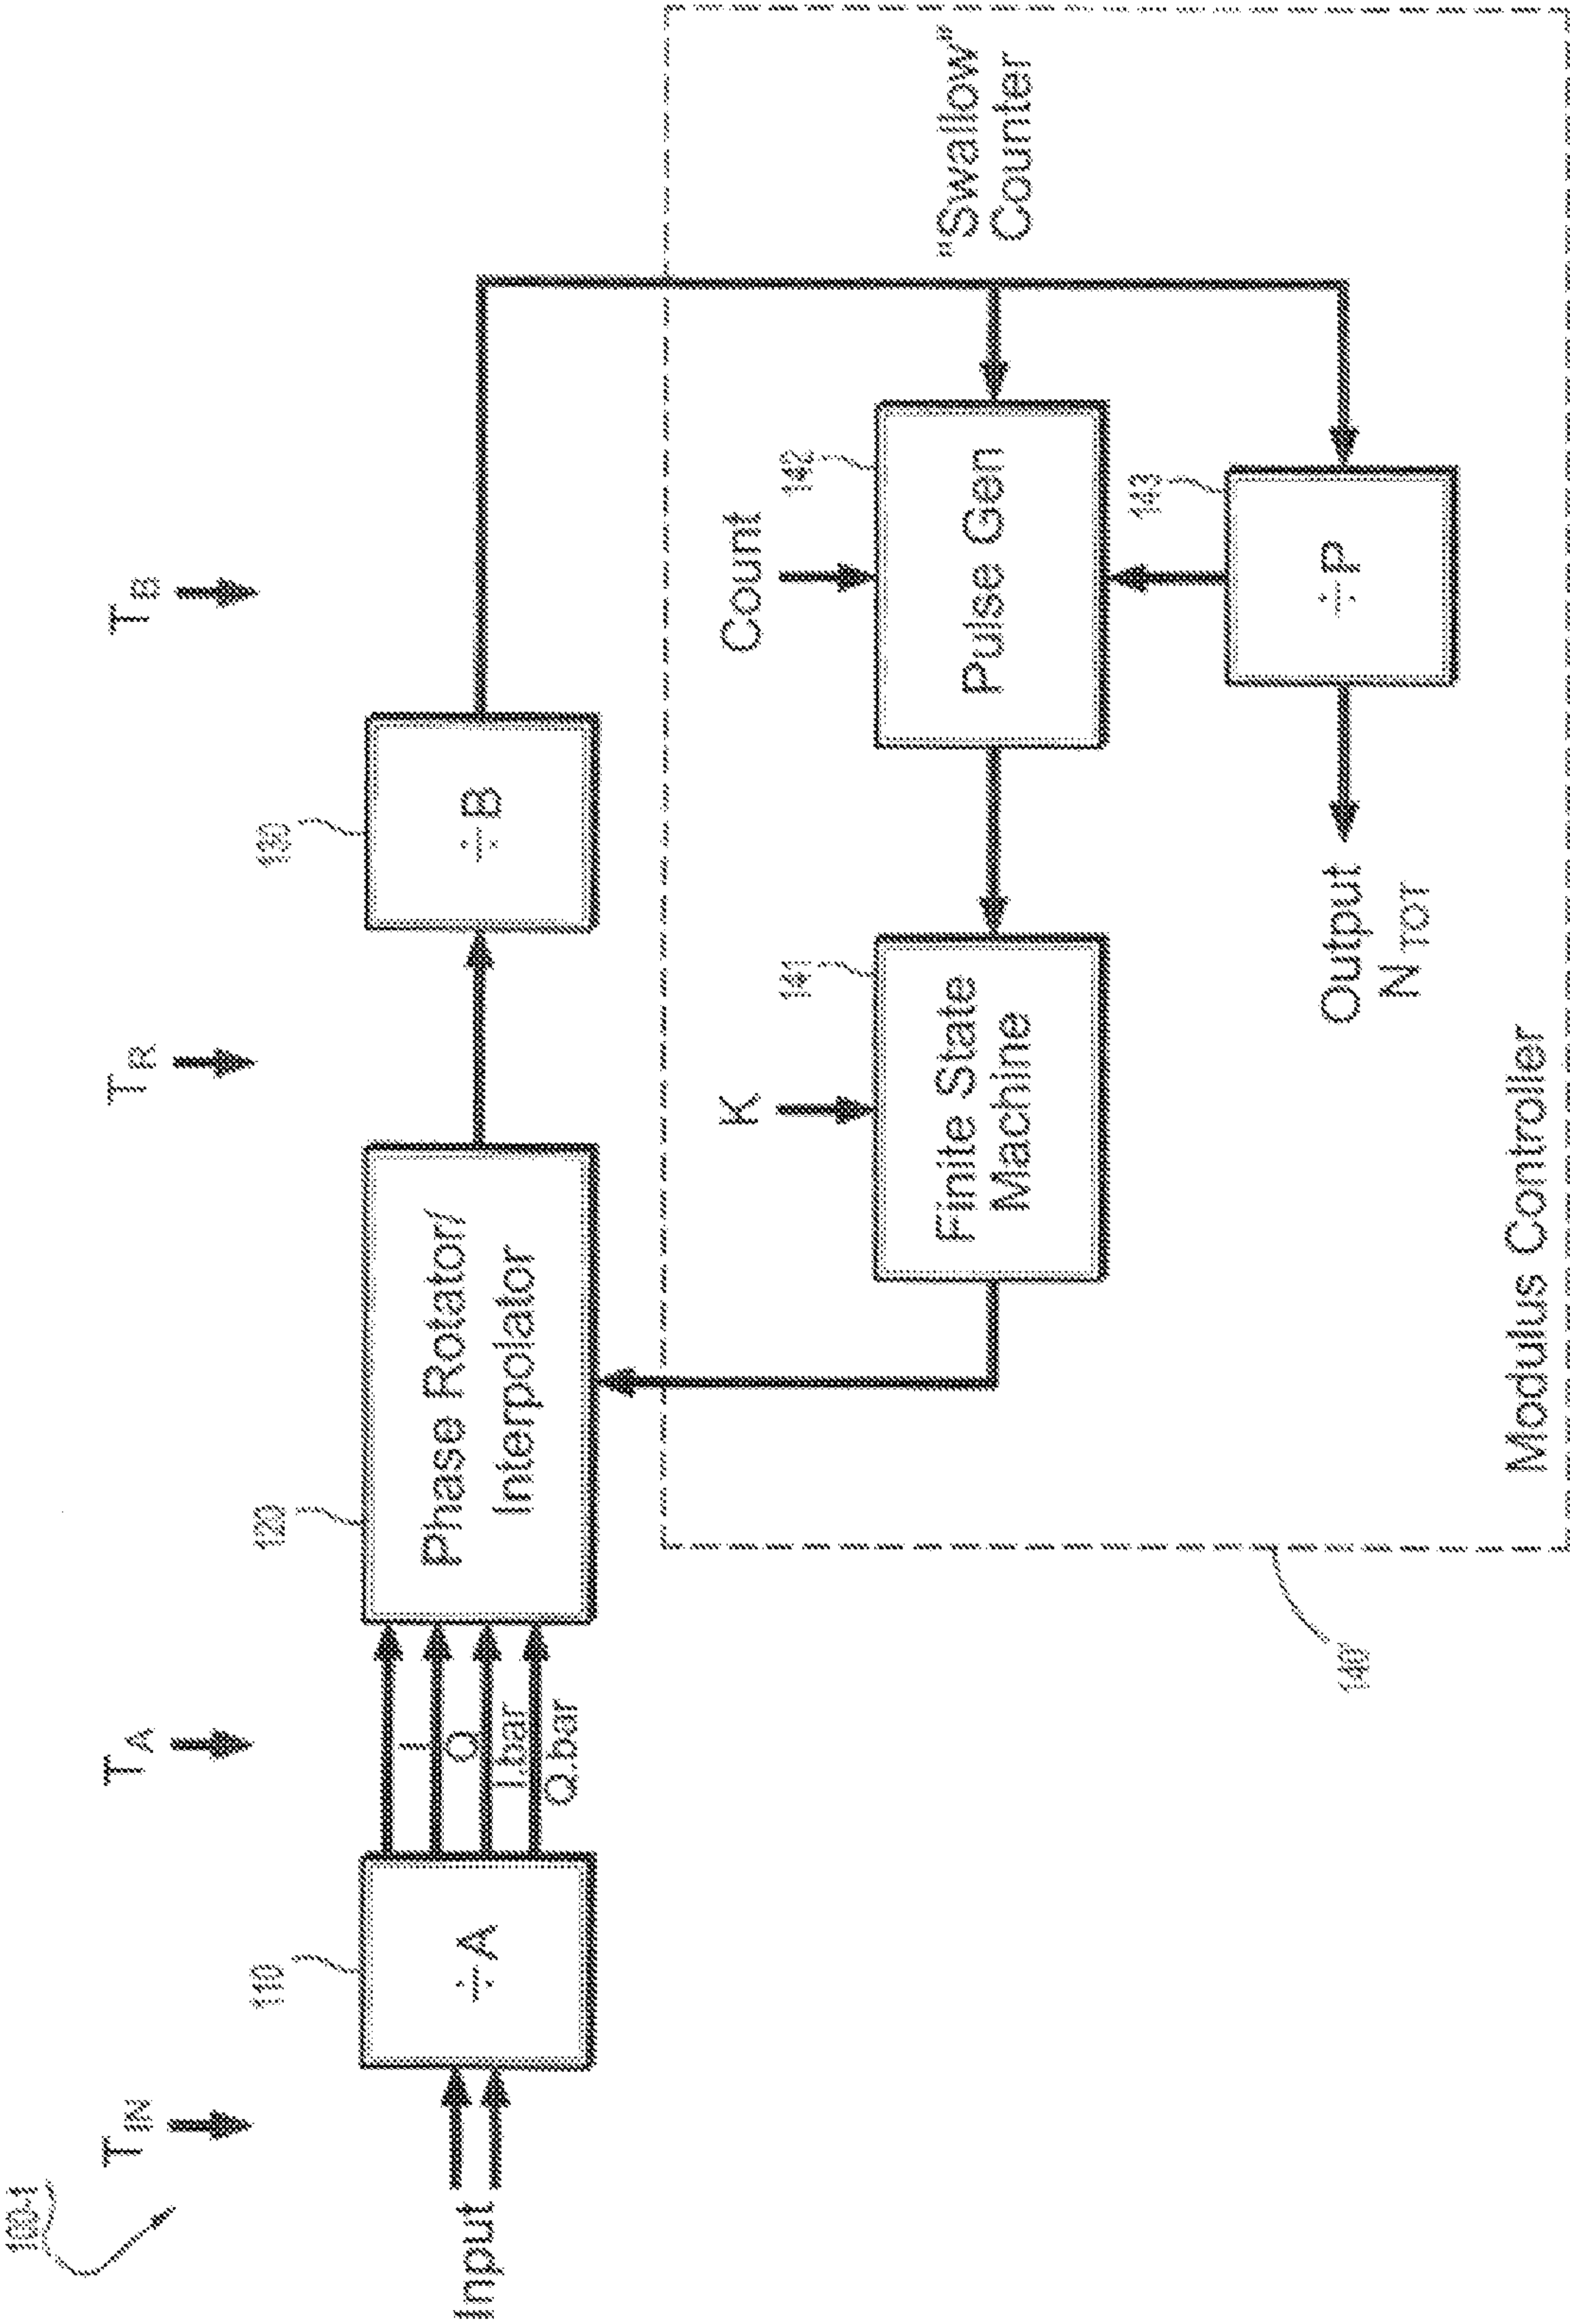 100-1
T IN
T A
T R
T B
110
120
130
Input
÷A
I
Q
I.bar
Q.bar
Phase Rotator/
Interpolator
÷B
K
Count
141
142
Finite State
Machine
Pulse Gen
"Swallow"
Counter
143
÷P
Output
N TOT
140
Modulus Controller